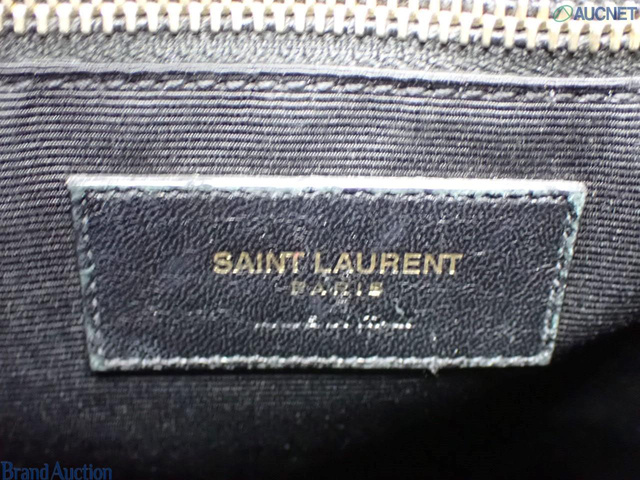 AUCNET
SAINT LAURENT
PARIS
Brand Auction